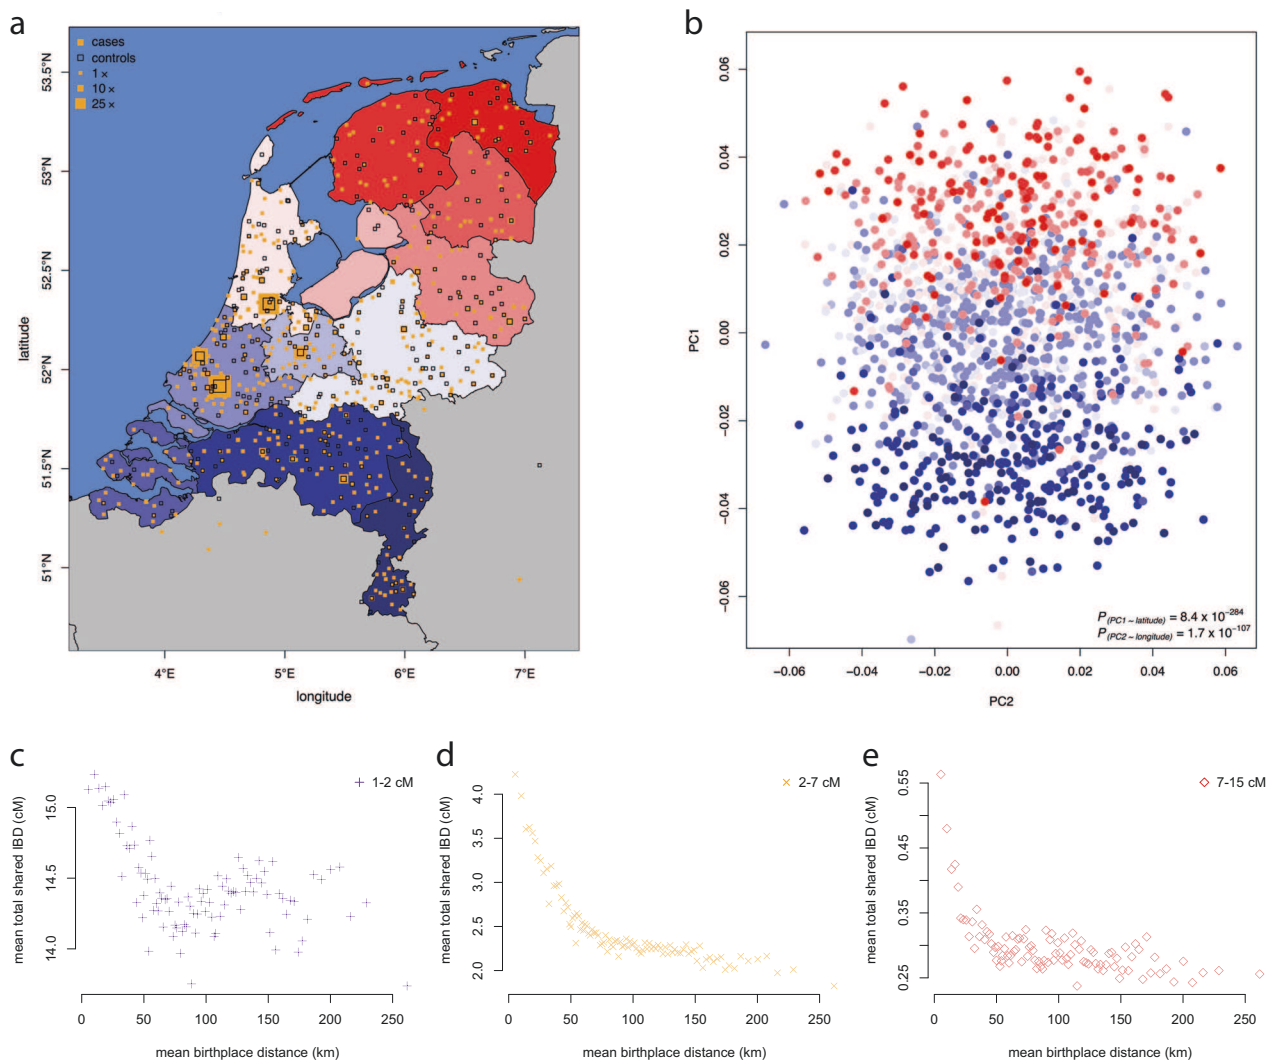 a
cases
controls
1 ×
10 ×
25 ×
53.5°N
53°N
52.5°N
52°N
51.5°N
51°N
latitude
4°E
5°E
6°E
7°E
longitude
b
0.06
0.04
0.02
0.00
−0.02
−0.04
−0.06
PC1
P(PC1 ~ latitude) = 8.4 x 10−284
P(PC2 ~ longitude) = 1.7 x 10−107
−0.06
−0.04
−0.02
0.00
0.02
0.04
0.06
PC2
c
1-2 cM
15.0
14.5
14.0
mean total shared IBD (cM)
0
50
100
150
200
250
mean birthplace distance (km)
d
2-7 cM
4.0
3.5
3.0
2.5
2.0
mean total shared IBD (cM)
0
50
100
150
200
250
mean birthplace distance (km)
e
7-15 cM
0.55
0.45
0.35
0.25
mean total shared IBD (cM)
0
50
100
150
200
250
mean birthplace distance (km)